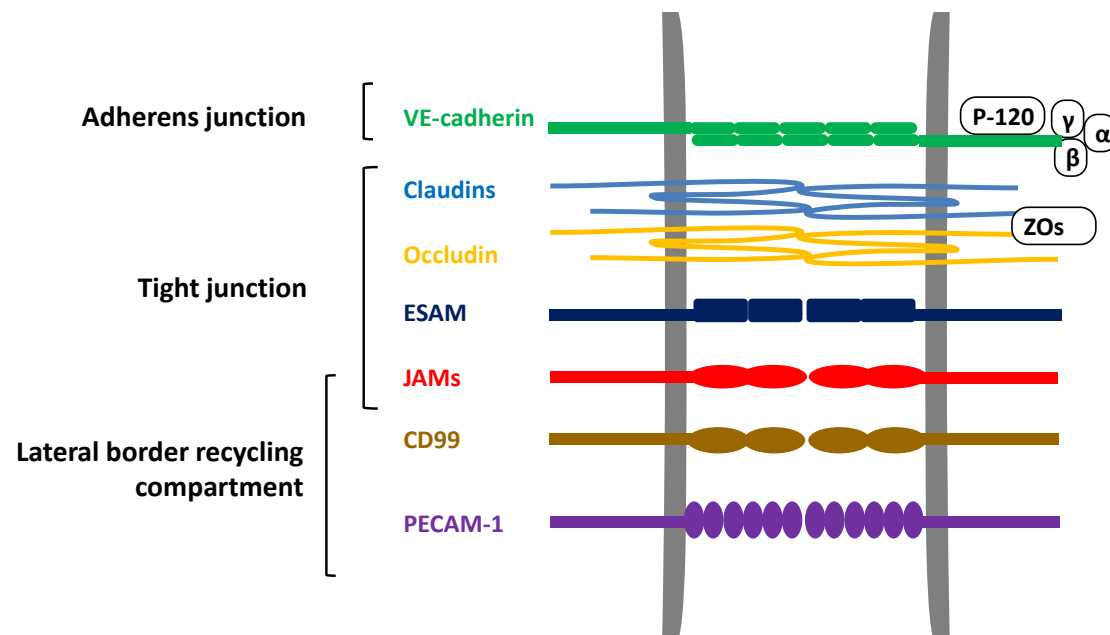 Adherens junction
VE-cadherin
P-120
γ
α
β
Claudins
ZOs
Occludin
Tight junction
ESAM
JAMs
CD99
Lateral border recycling
compartment
PECAM-1